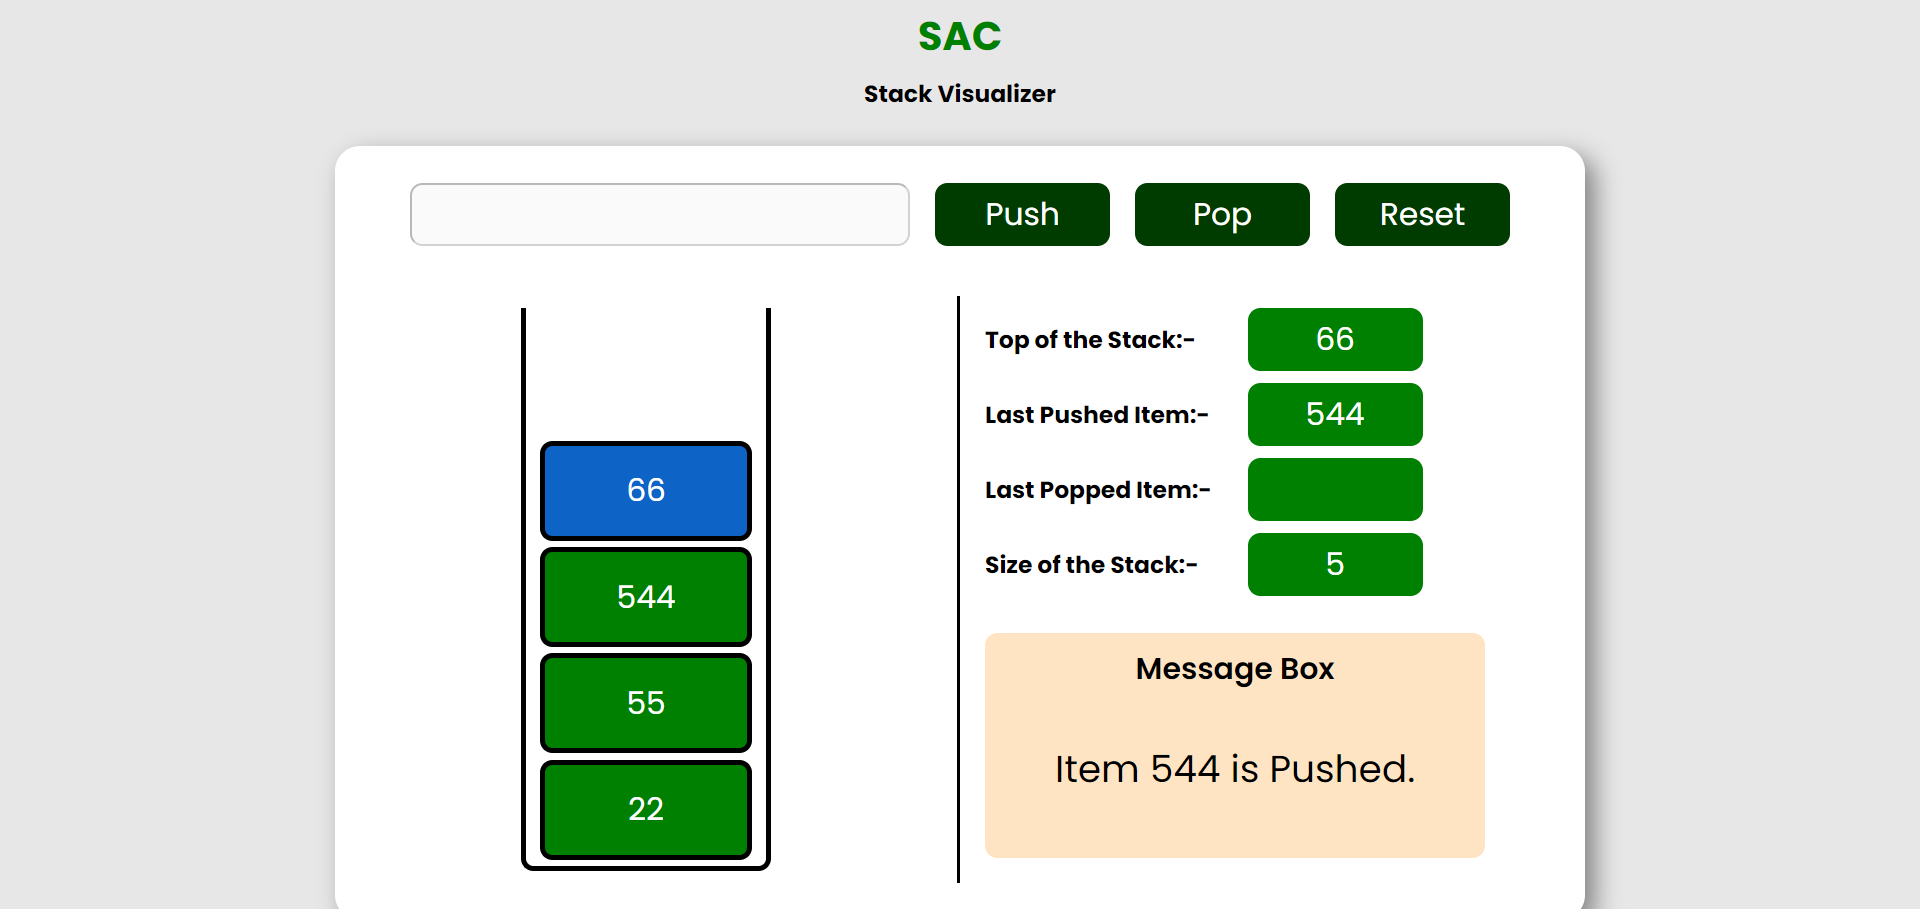 SAC
Stack Visualizer
Push Pop Reset
66
544
55
22
Top of the Stack:- 66
Last Pushed Item:- 544
Last Popped Item:-
Size of the Stack:- 5
Message Box
Item 544 is Pushed.